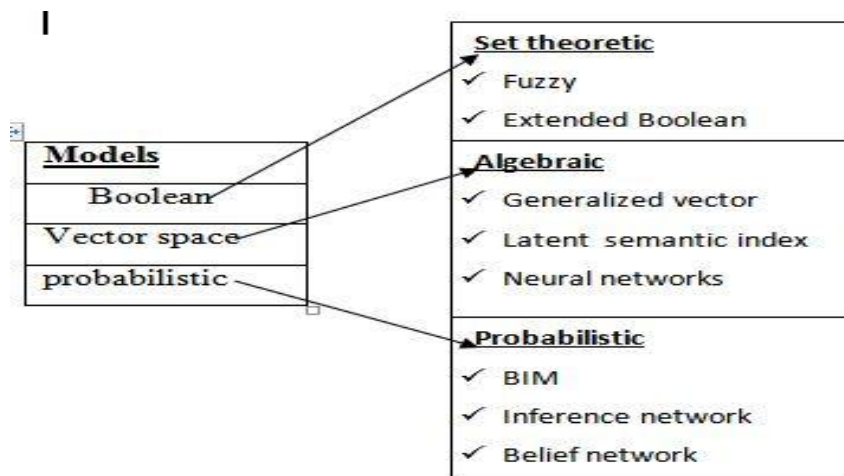 Models
Boolean
Vector space
probabilistic
Set theoretic
✓ Fuzzy
✓ Extended Boolean
Algebraic
✓ Generalized vector
✓ Latent semantic index
✓ Neural networks
Probabilistic
✓ BIM
✓ Inference network
✓ Belief network